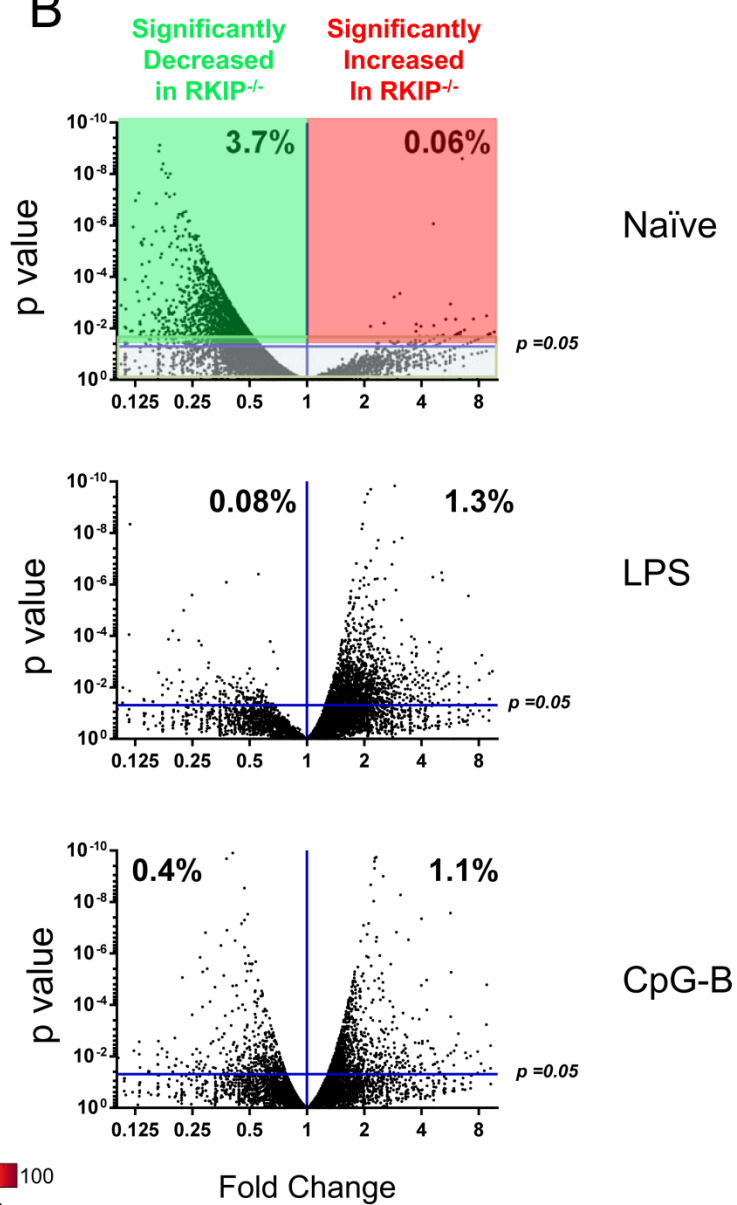 B
Significantly
Decreased
in RKIP-/-
Significantly
Increased
In RKIP-/-
10-10
10-8
10-6
10-4
10-2
100
p value
3.7%
0.06%
Naïve
p =0.05
0.125 0.25 0.5 1 2 4 8
10-10
10-8
10-6
10-4
10-2
100
p value
0.08%
1.3%
LPS
p =0.05
0.125 0.25 0.5 1 2 4 8
10-10
10-8
10-6
10-4
10-2
100
p value
0.4%
1.1%
CpG-B
p =0.05
0.125 0.25 0.5 1 2 4 8
100
Fold Change